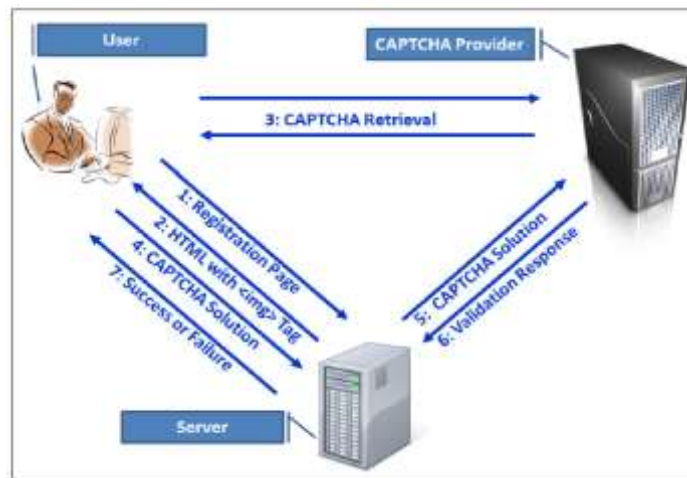 User
CAPTCHA Provider
3: CAPTCHA Retrieval
1: Registration Page
2: HTML with <img> Tag
4: CAPTCHA Solution
7: Success or Failure
5: CAPTCHA Solution
6: Validation Response
Server